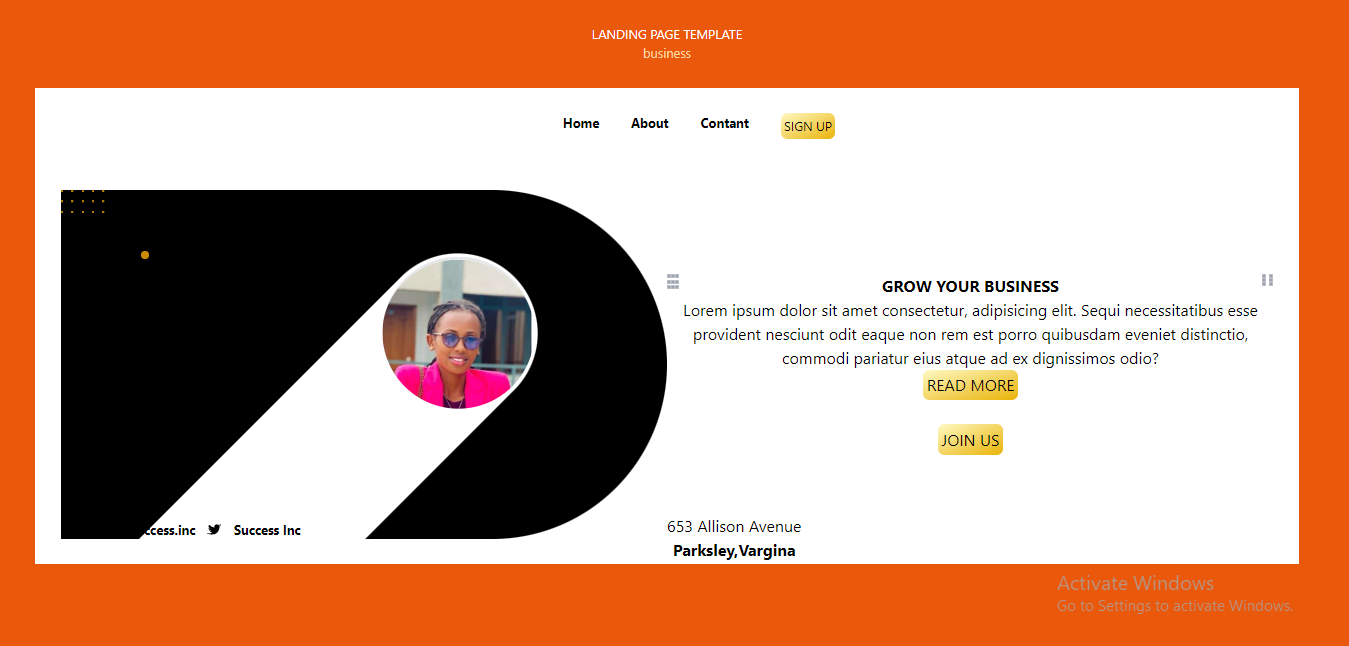 LANDING PAGE TEMPLATE
business
Home About Contant SIGN UP
GROW YOUR BUSINESS
Lorem ipsum dolor sit amet consectetur, adipisicing elit. Sequi necessitatibus esse
provident nesciunt odit eaque non rem est porro quibusdam eveniet distinctio,
commodi pariatur eius atque ad ex dignissimos odio?
READ MORE
JOIN US
ccess.inc Success Inc
653 Allison Avenue
Parksley,Vargina
Activate Windows
Go to Settings to activate Windows.